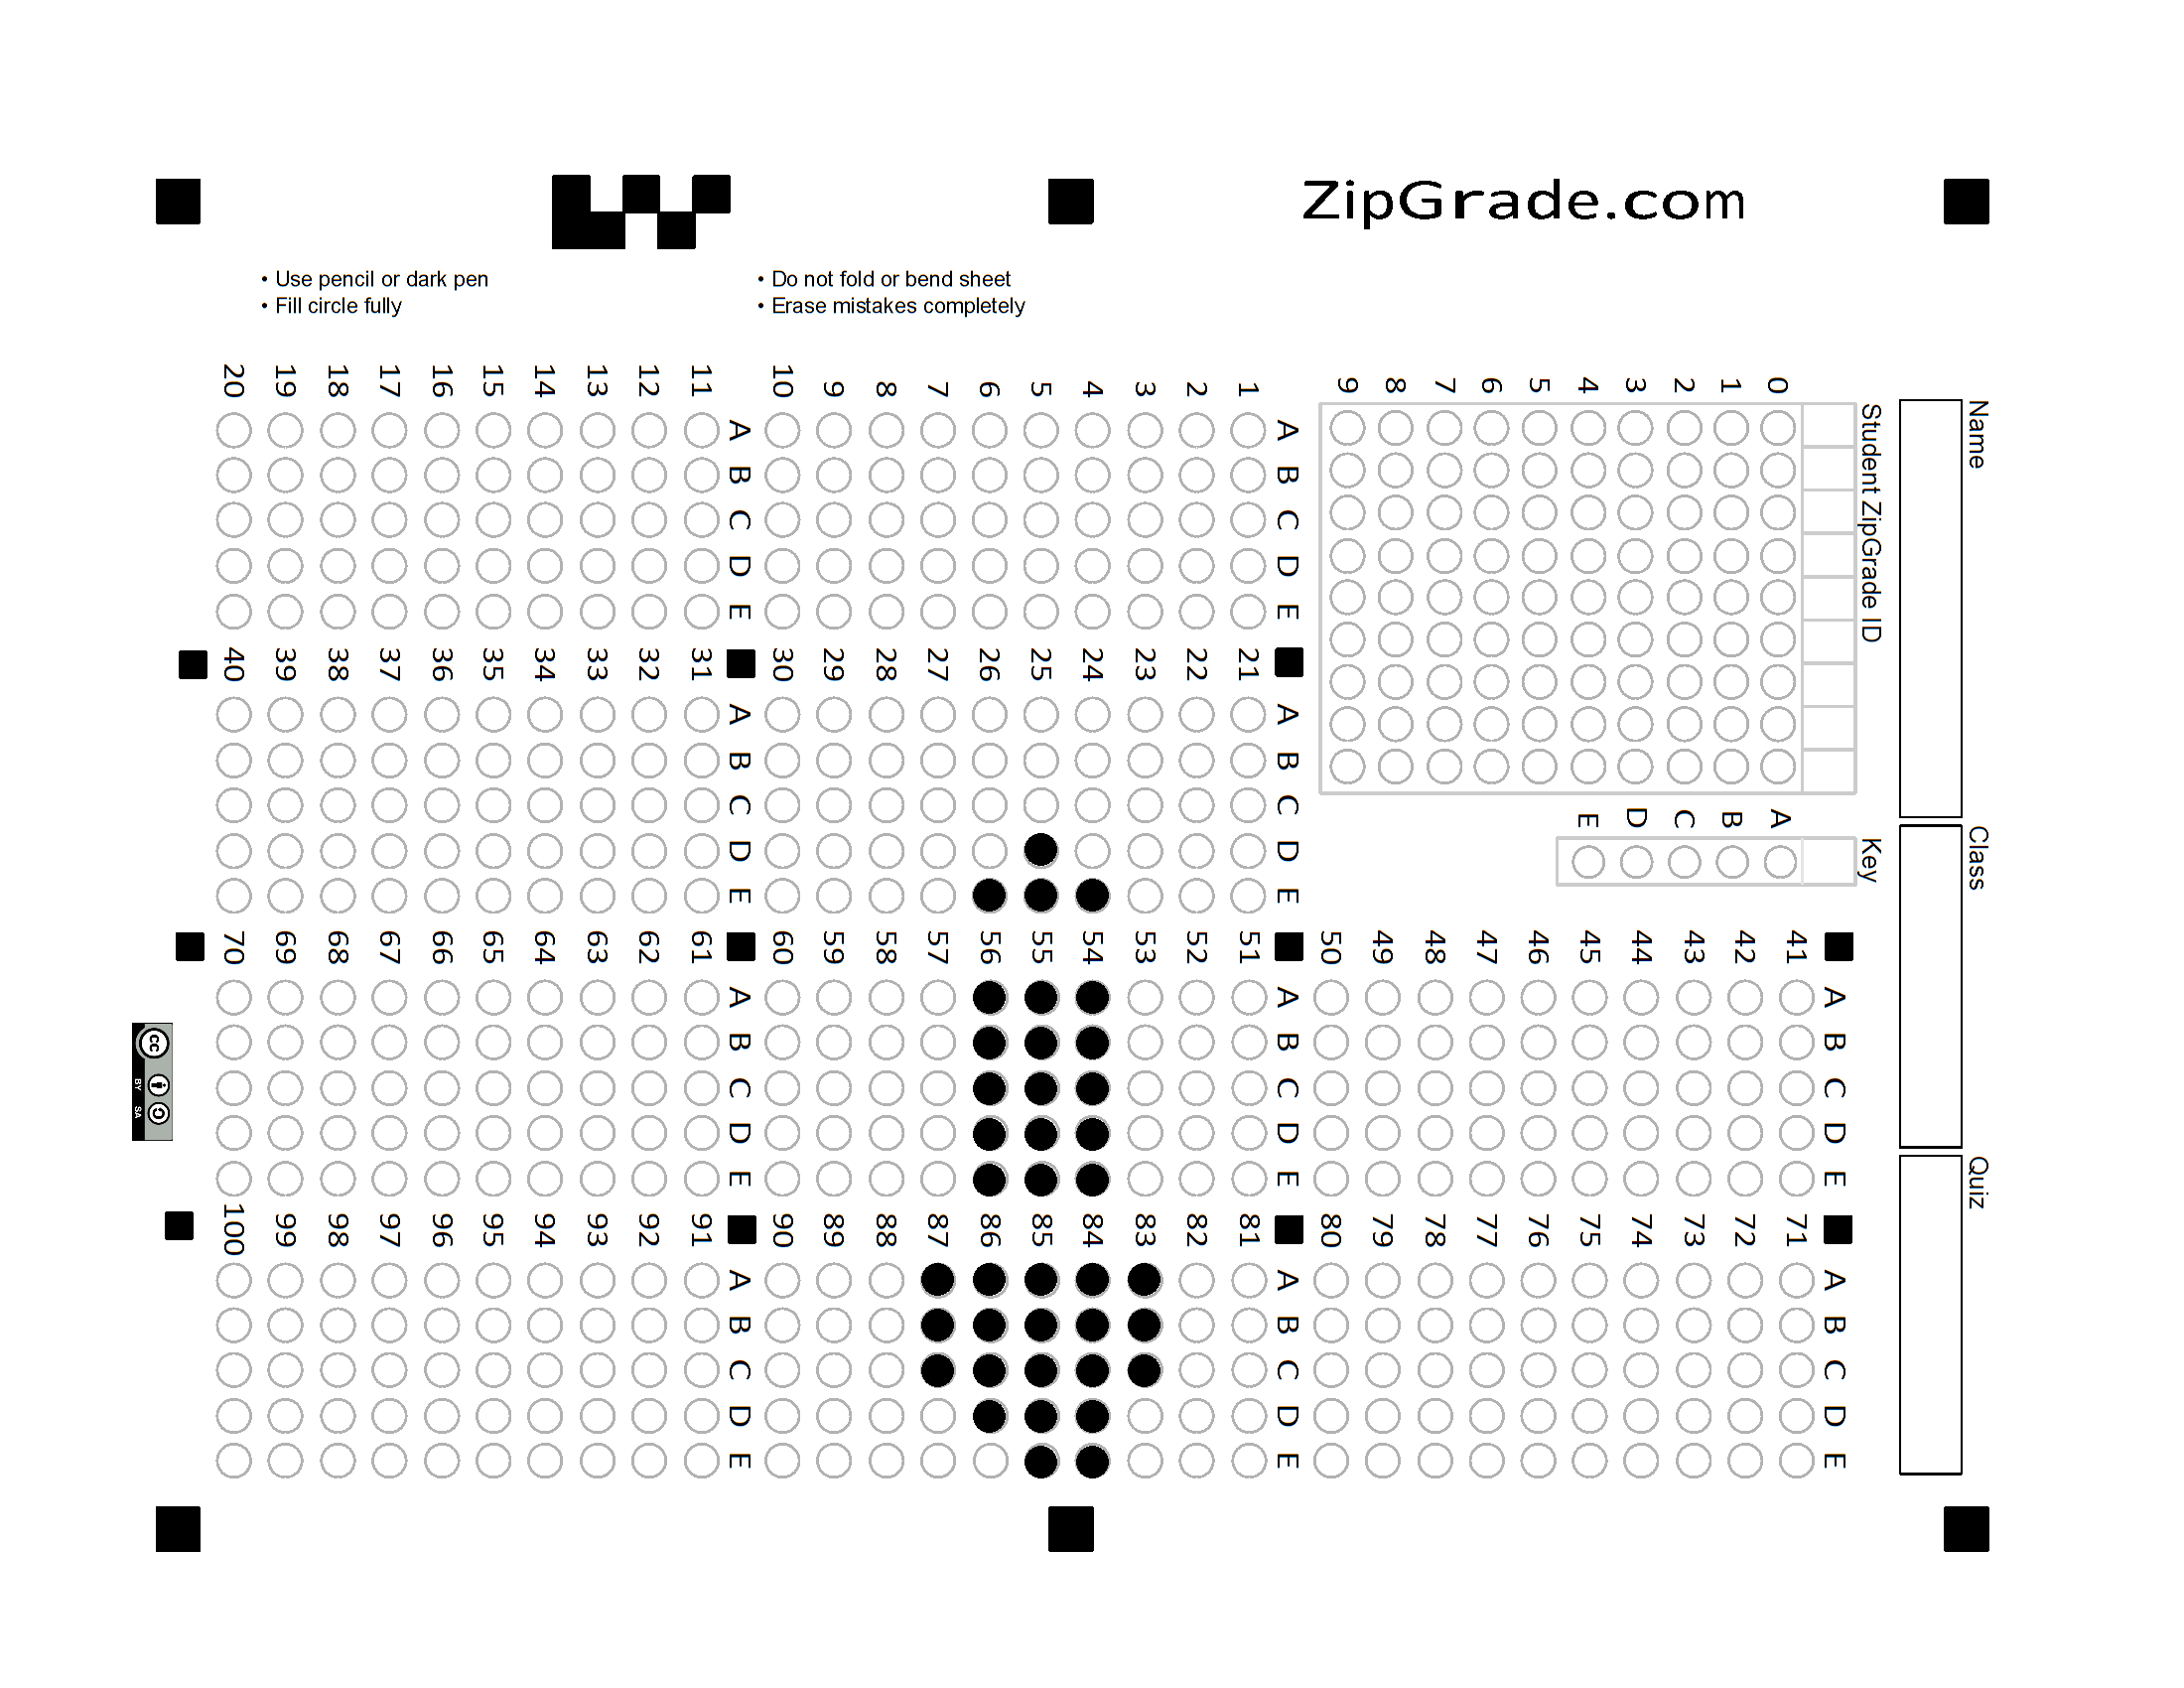 ZipGrade.com
• Use pencil or dark pen
• Fill circle fully
• Do not fold or bend sheet
• Erase mistakes completely
Name Class Quiz
Student ZipGrade ID Key
0 A
1 B
2 C
3 D
4 E
5
6
7
8
9
A B C D E A B C D E
41 71
42 72
43 73
44 74
45 75
46 76
47 77
48 78
49 79
50 80
A B C D E A B C D E A B C D E A B C D E
1 21 51 81
2 22 52 82
3 23 53 83
4 24 54 84
5 25 55 85
6 26 56 86
7 27 57 87
8 28 58 88
9 29 59 89
10 30 60 90
A B C D E A B C D E A B C D E A B C D E
11 31 61 91
12 32 62 92
13 33 63 93
14 34 64 94
15 35 65 95
16 36 66 96
17 37 67 97
18 38 68 98
19 39 69 99
20 40 70 100
cc
BY SA